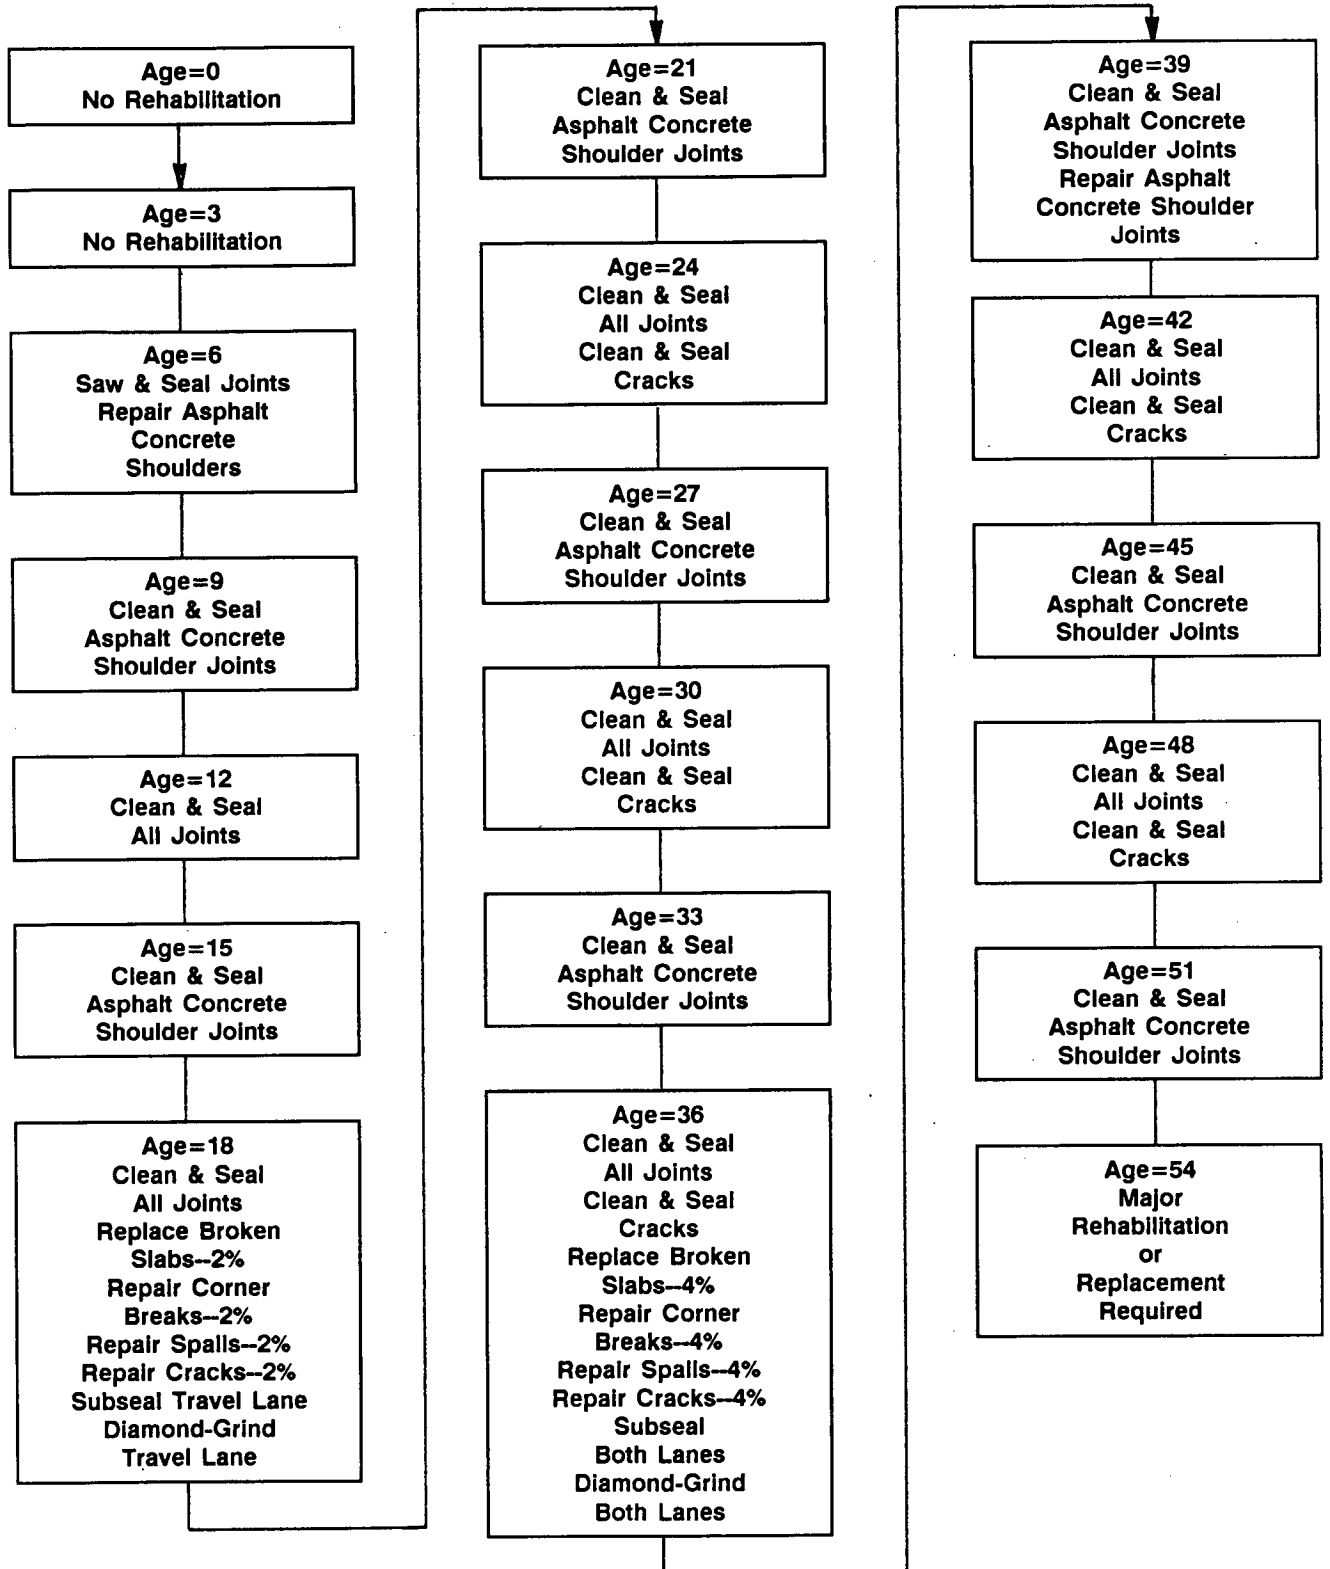 Age=0
No Rehabilitation
Age=3
No Rehabilitation
Age=6
Saw & Seal Joints
Repair Asphalt
Concrete
Shoulders
Age=9
Clean & Seal
Asphalt Concrete
Shoulder Joints
Age=12
Clean & Seal
All Joints
Age=15
Clean & Seal
Asphalt Concrete
Shoulder Joints
Age=18
Clean & Seal
All Joints
Replace Broken
Slabs--2%
Repair Corner
Breaks--2%
Repair Spalls--2%
Repair Cracks--2%
Subseal Travel Lane
Diamond-Grind
Travel Lane
Age=21
Clean & Seal
Asphalt Concrete
Shoulder Joints
Age=24
Clean & Seal
All Joints
Clean & Seal
Cracks
Age=27
Clean & Seal
Asphalt Concrete
Shoulder Joints
Age=30
Clean & Seal
All Joints
Clean & Seal
Cracks
Age=33
Clean & Seal
Asphalt Concrete
Shoulder Joints
Age=36
Clean & Seal
All Joints
Clean & Seal
Cracks
Replace Broken
Slabs--4%
Repair Corner
Breaks--4%
Repair Spalls--4%
Repair Cracks--4%
Subseal
Both Lanes
Diamond-Grind
Both Lanes
Age=39
Clean & Seal
Asphalt Concrete
Shoulder Joints
Repair Asphalt
Concrete Shoulder
Joints
Age=42
Clean & Seal
All Joints
Clean & Seal
Cracks
Age=45
Clean & Seal
Asphalt Concrete
Shoulder Joints
Age=48
Clean & Seal
All Joints
Clean & Seal
Cracks
Age=51
Clean & Seal
Asphalt Concrete
Shoulder Joints
Age=54
Major
Rehabilitation
or
Replacement
Required